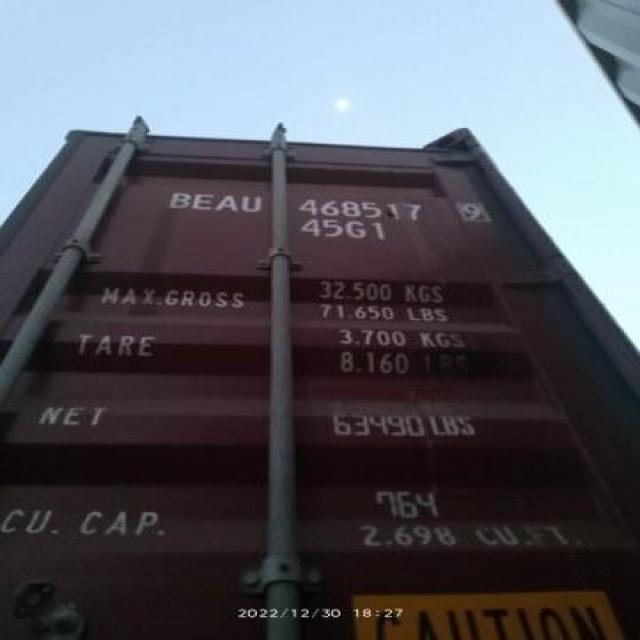 BEAU 468517 9
45G1
MAX.GROSS 32.500 KGS
71.650 LBS
TARE 3.700 KGS
8.160 LBS
NET 63490 LBS
764
CU. CAP. 2.698 CU.FT.
2022/12/30 18:27
CAUTION